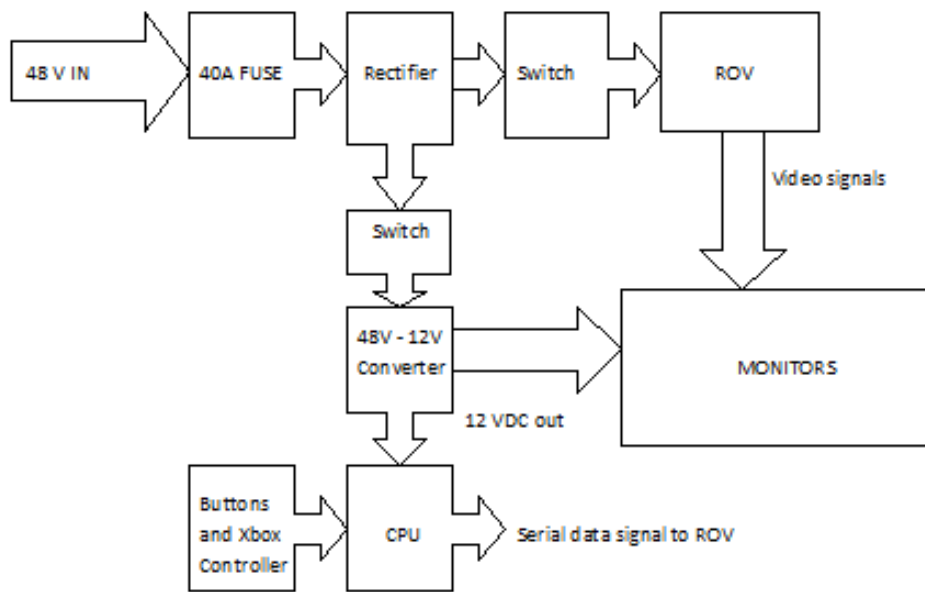 48 V IN
40A FUSE
Rectifier
Switch
ROV
Video signals
Switch
48V - 12V
Converter
MONITORS
12 VDC out
Buttons
and Xbox
Controller
CPU
Serial data signal to ROV